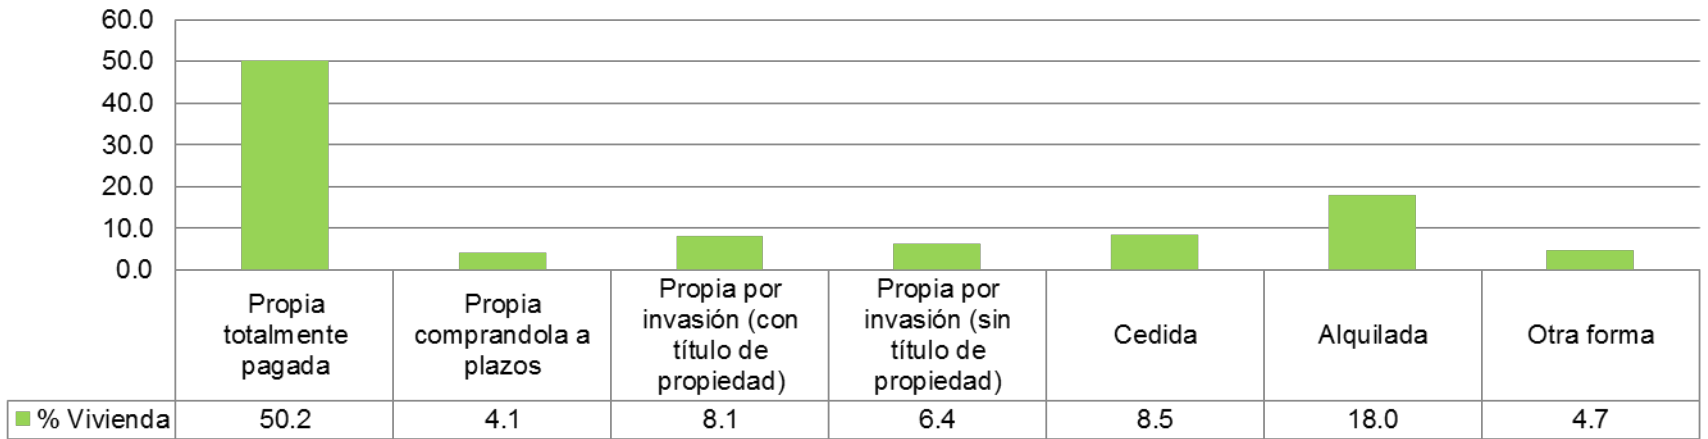 60.0
50.0
40.0
30.0
20.0
10.0
0.0
Propia
totalmente
pagada
Propia
comprandola a
plazos
Propia por
invasión (con
título de
propiedad)
Propia por
invasión (sin
título de
propiedad)
Cedida
Alquilada
Otra forma
% Vivienda 50.2 4.1 8.1 6.4 8.5 18.0 4.7